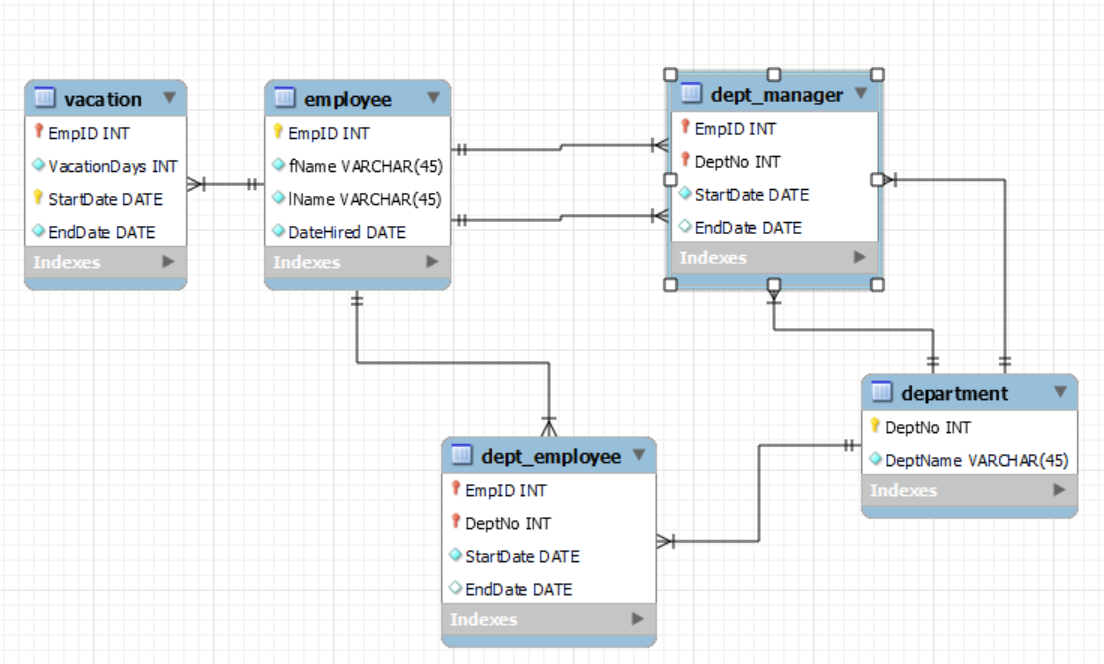 vacation
EmpID INT
VacationDays INT
StartDate DATE
EndDate DATE
Indexes
employee
EmpID INT
fName VARCHAR(45)
lName VARCHAR(45)
DateHired DATE
Indexes
dept_manager
EmpID INT
DeptNo INT
StartDate DATE
EndDate DATE
Indexes
department
DeptNo INT
DeptName VARCHAR(45)
Indexes
dept_employee
EmpID INT
DeptNo INT
StartDate DATE
EndDate DATE
Indexes